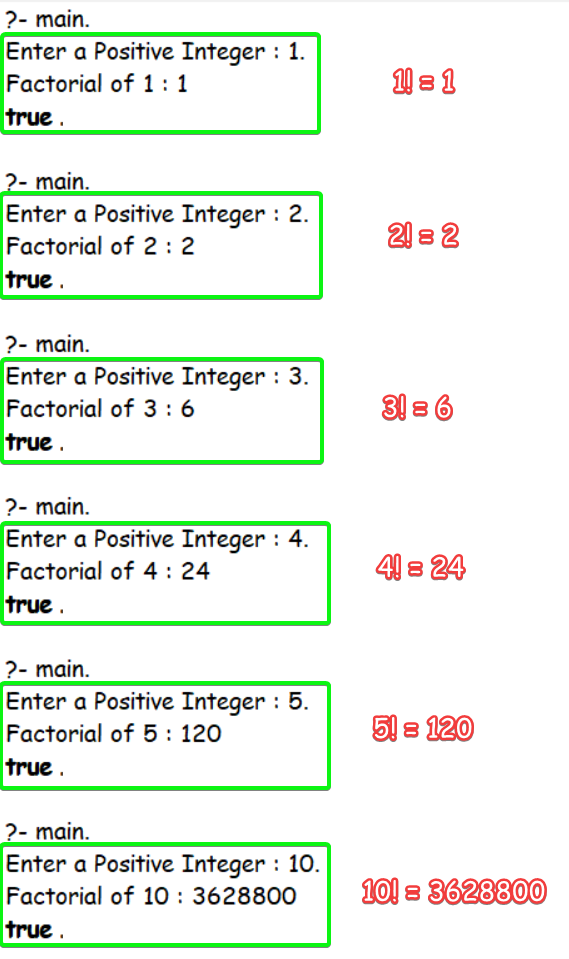 ?- main.
Enter a Positive Integer : 1.
Factorial of 1 : 1
true .
1! = 1
?- main.
Enter a Positive Integer : 2.
Factorial of 2 : 2
true .
2! = 2
?- main.
Enter a Positive Integer : 3.
Factorial of 3 : 6
true .
3! = 6
?- main.
Enter a Positive Integer : 4.
Factorial of 4 : 24
true .
4! = 24
?- main.
Enter a Positive Integer : 5.
Factorial of 5 : 120
true .
5! = 120
?- main.
Enter a Positive Integer : 10.
Factorial of 10 : 3628800
true .
10! = 3628800